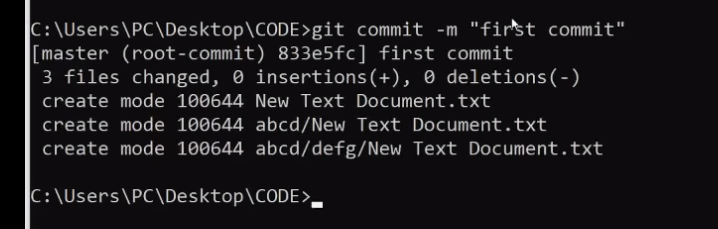 C:\Users\PC\Desktop\CODE>git commit -m "first commit"
[master (root-commit) 833e5fc] first commit
 3 files changed, 0 insertions(+), 0 deletions(-)
 create mode 100644 New Text Document.txt
 create mode 100644 abcd/New Text Document.txt
 create mode 100644 abcd/defg/New Text Document.txt
C:\Users\PC\Desktop\CODE>